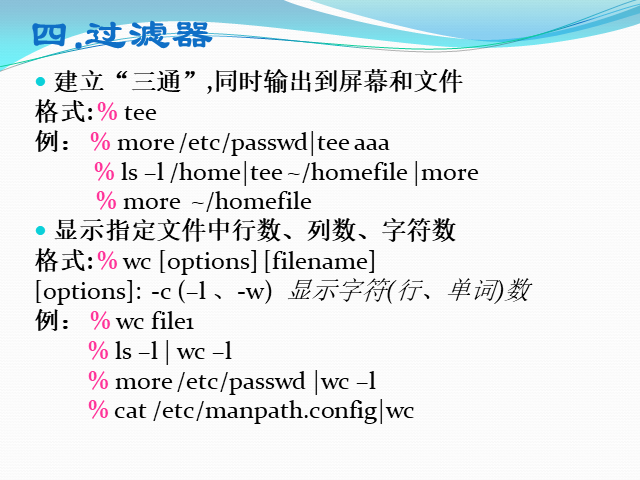 四.过滤器
建立“三通”,同时输出到屏幕和文件
格式:% tee
例： % more /etc/passwd|tee aaa
% ls –l /home|tee ~/homefile |more
% more ~/homefile
显示指定文件中行数、列数、字符数
格式:% wc [options] [filename]
[options]: -c (–l 、-w) 显示字符(行、单词)数
例： % wc file1
% ls –l | wc –l
% more /etc/passwd |wc –l
% cat /etc/manpath.config|wc